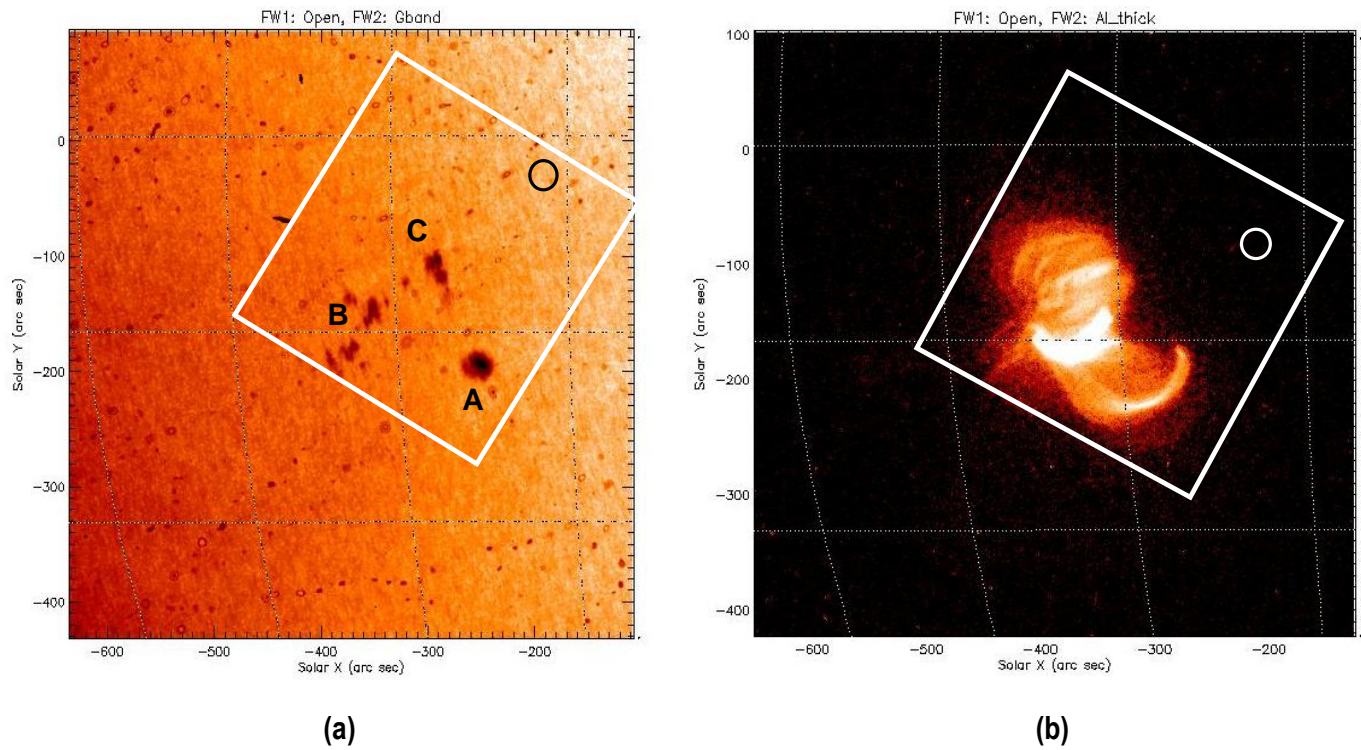 FW1: Open, FW2: Gband
0
−100
−200
−300
−400
Solar Y (arc sec)
C
B
A
−600
−500
−400
−300
−200
Solar X (arc sec)
(a)
FW1: Open, FW2: Al_thick
100
0
−100
−200
−300
−400
Solar Y (arc sec)
−600
−500
−400
−300
−200
Solar X (arc sec)
(b)